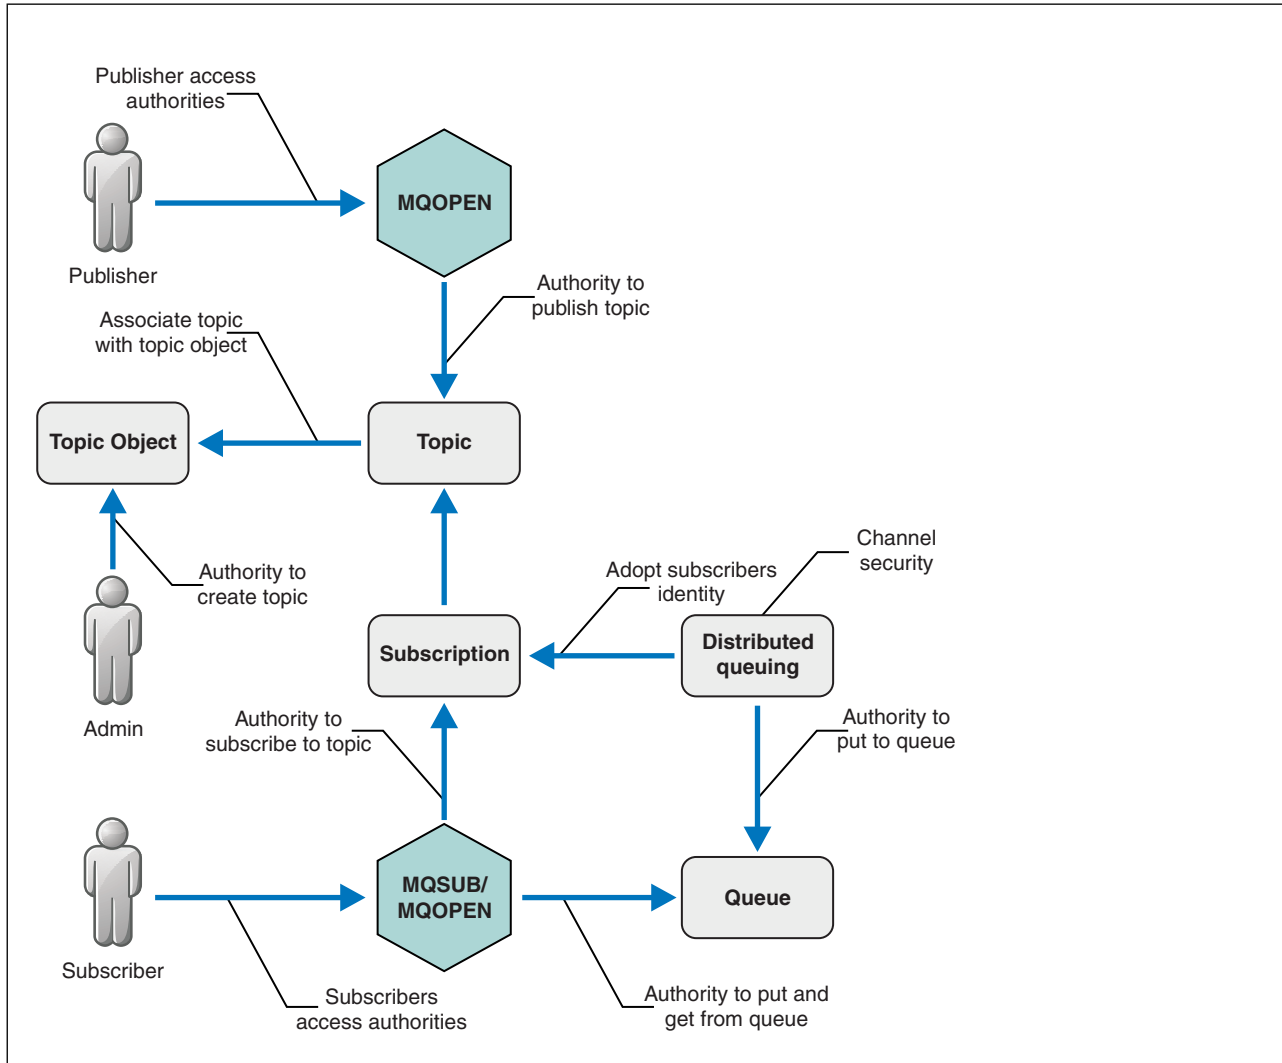 Publisher access
authorities
MQOPEN
Publisher
Authority to
publish topic
Associate topic
with topic object
Topic Object
Topic
Channel
security
Adopt subscribers
identity
Authority to
create topic
Subscription
Distributed
queuing
Admin
Authority to
subscribe to topic
Authority to
put to queue
MQSUB/
MQOPEN
Queue
Subscriber
Subscribers
access authorities
Authority to put and
get from queue